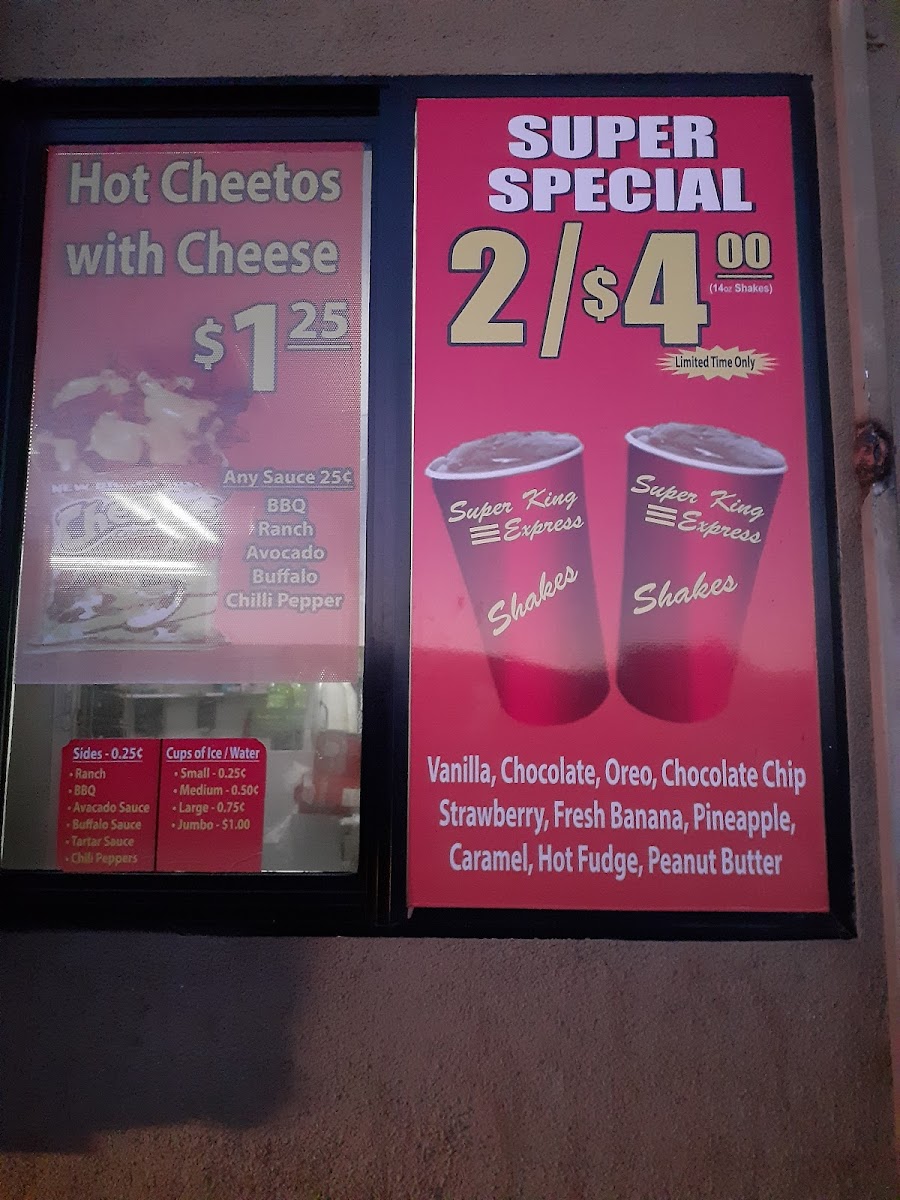 Hot Cheetos
with Cheese
$1 25
Any Sauce 25¢
BBQ
Ranch
Avocado
Buffalo
Chilli Pepper
Sides - 0.25¢
• Ranch
• BBQ
• Avacado Sauce
• Buffalo Sauce
• Tartar Sauce
• Chili Peppers
Cups of Ice / Water
• Small - 0.25¢
• Medium - 0.50¢
• Large - 0.75¢
• Jumbo - $1.00
SUPER
SPECIAL
2/$4 00
(14oz Shakes)
Limited Time Only
Super King
Express
Shakes
Super King
Express
Shakes
Vanilla, Chocolate, Oreo, Chocolate Chip
Strawberry, Fresh Banana, Pineapple,
Caramel, Hot Fudge, Peanut Butter